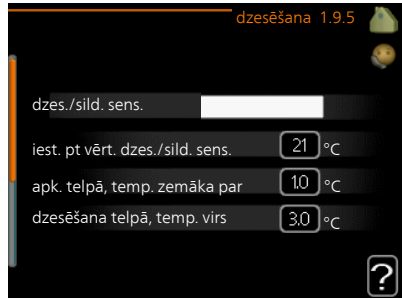 dzesēšana 1.9.5
dzes./sild. sens.
iest. pt vērt. dzes./sild. sens. 21 °C
apk. telpā, temp. zemāka par 1.0 °C
dzesēšana telpā, temp. virs 3.0 °C
?